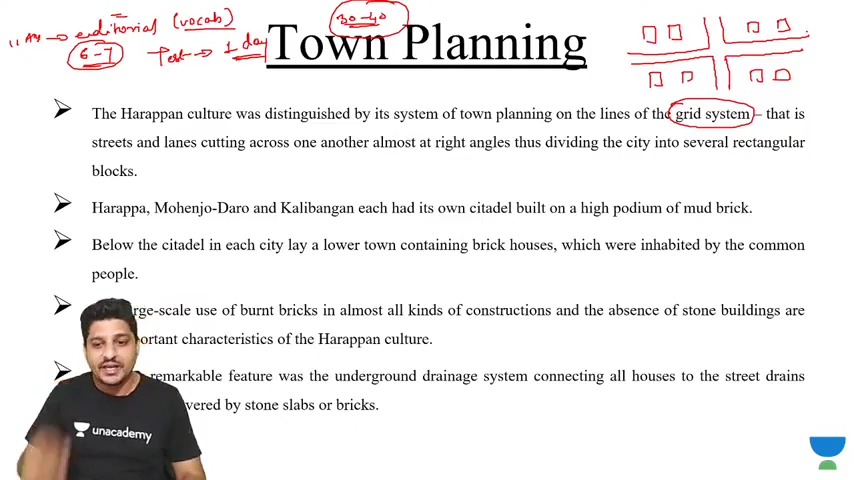 11 AM → editorial (vocab)
30-40
6-7 Test → 1 day
Town Planning
➢ The Harappan culture was distinguished by its system of town planning on the lines of the grid system – that is
streets and lanes cutting across one another almost at right angles thus dividing the city into several rectangular
blocks.
➢ Harappa, Mohenjo-Daro and Kalibangan each had its own citadel built on a high podium of mud brick.
➢ Below the citadel in each city lay a lower town containing brick houses, which were inhabited by the common
people.
➢ rge-scale use of burnt bricks in almost all kinds of constructions and the absence of stone buildings are
portant characteristics of the Harappan culture.
remarkable feature was the underground drainage system connecting all houses to the street drains
vered by stone slabs or bricks.
unacademy